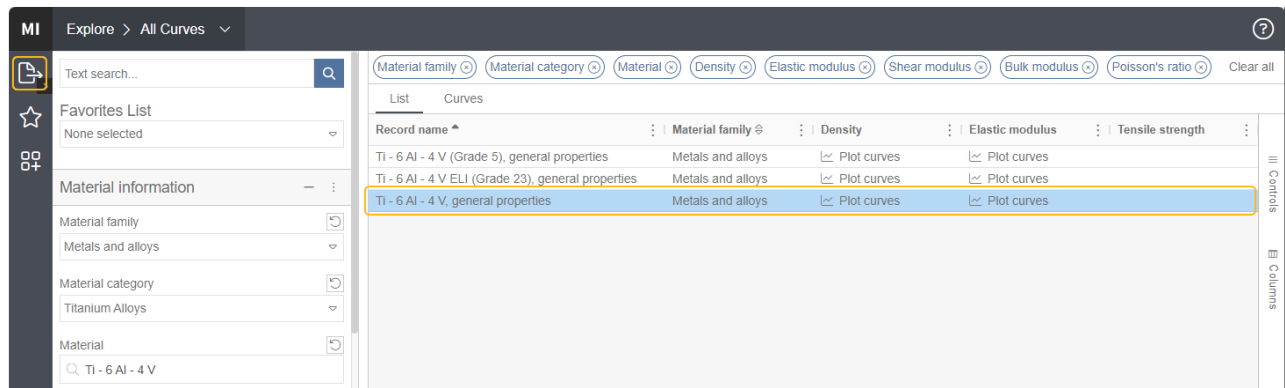 MI Explore > All Curves
Text search...
Favorites List
None selected
Material information
Material family
Metals and alloys
Material category
Titanium Alloys
Material
Ti - 6 Al - 4 V
Material family Material category Material Density Elastic modulus Shear modulus Bulk modulus Poisson's ratio Clear all
List Curves
Record name Material family Density Elastic modulus Tensile strength
Ti - 6 Al - 4 V (Grade 5), general properties Metals and alloys Plot curves Plot curves
Ti - 6 Al - 4 V ELI (Grade 23), general properties Metals and alloys Plot curves Plot curves
Ti - 6 Al - 4 V, general properties Metals and alloys Plot curves Plot curves
Controls
Columns